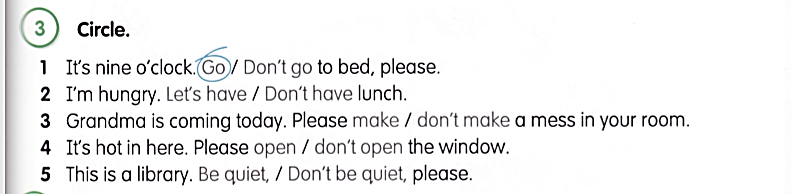 3 Circle.
1 It's nine o'clock. Go / Don't go to bed, please.
2 I'm hungry. Let's have / Don't have lunch.
3 Grandma is coming today. Please make / don't make a mess in your room.
4 It's hot in here. Please open / don't open the window.
5 This is a library. Be quiet, / Don't be quiet, please.